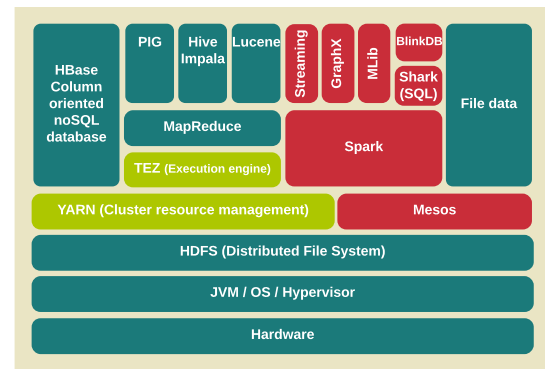 HBase
Column
oriented
noSQL
database
PIG
Hive
Impala
Lucene
Streaming
GraphX
MLib
BlinkDB
Shark
(SQL)
File data
MapReduce
Spark
TEZ (Execution engine)
YARN (Cluster resource management)
Mesos
HDFS (Distributed File System)
JVM / OS / Hypervisor
Hardware